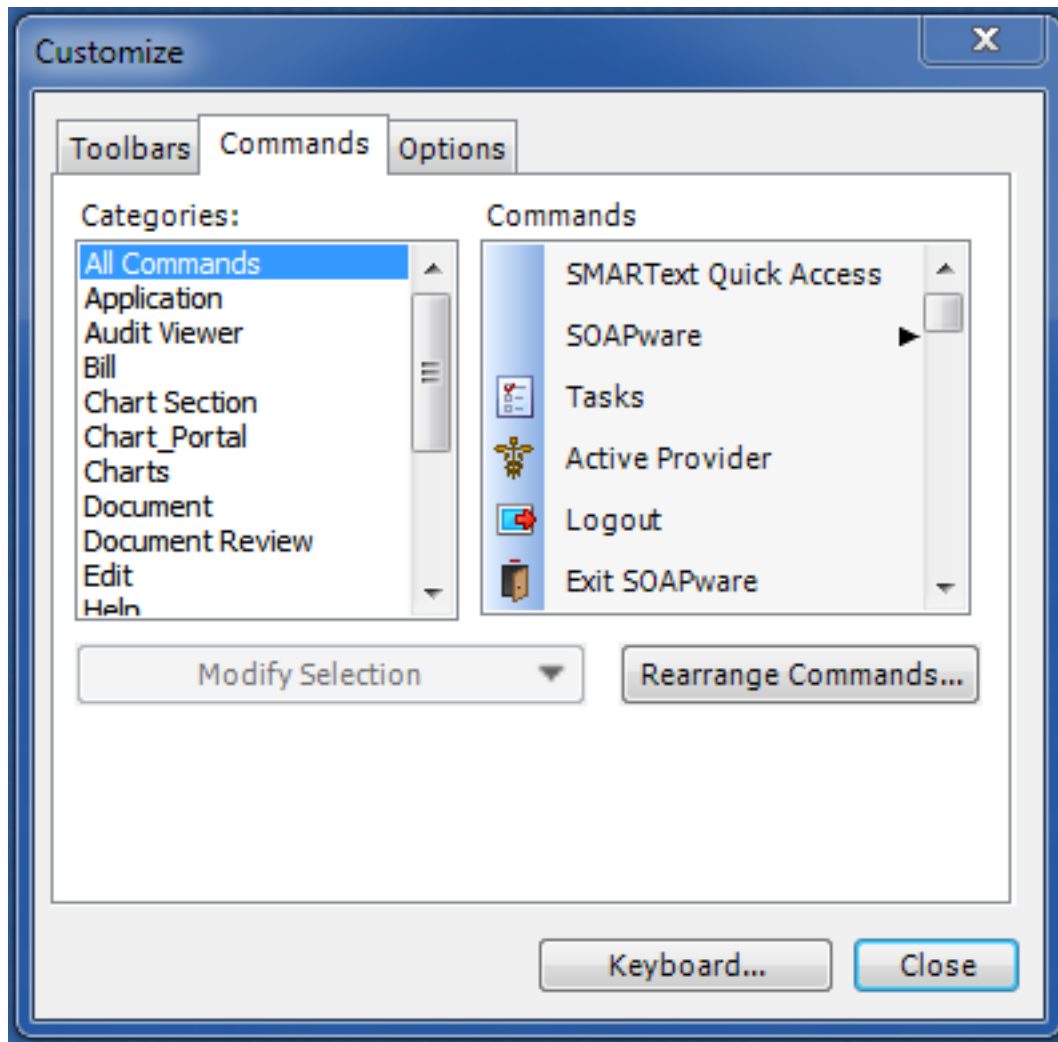 Customize
Toolbars Commands Options
Categories: Commands
All Commands
Application
Audit Viewer
Bill
Chart Section
Chart_Portal
Charts
Document
Document Review
Edit
Help
SMARText Quick Access
SOAPware
Tasks
Active Provider
Logout
Exit SOAPware
Modify Selection Rearrange Commands...
Keyboard... Close